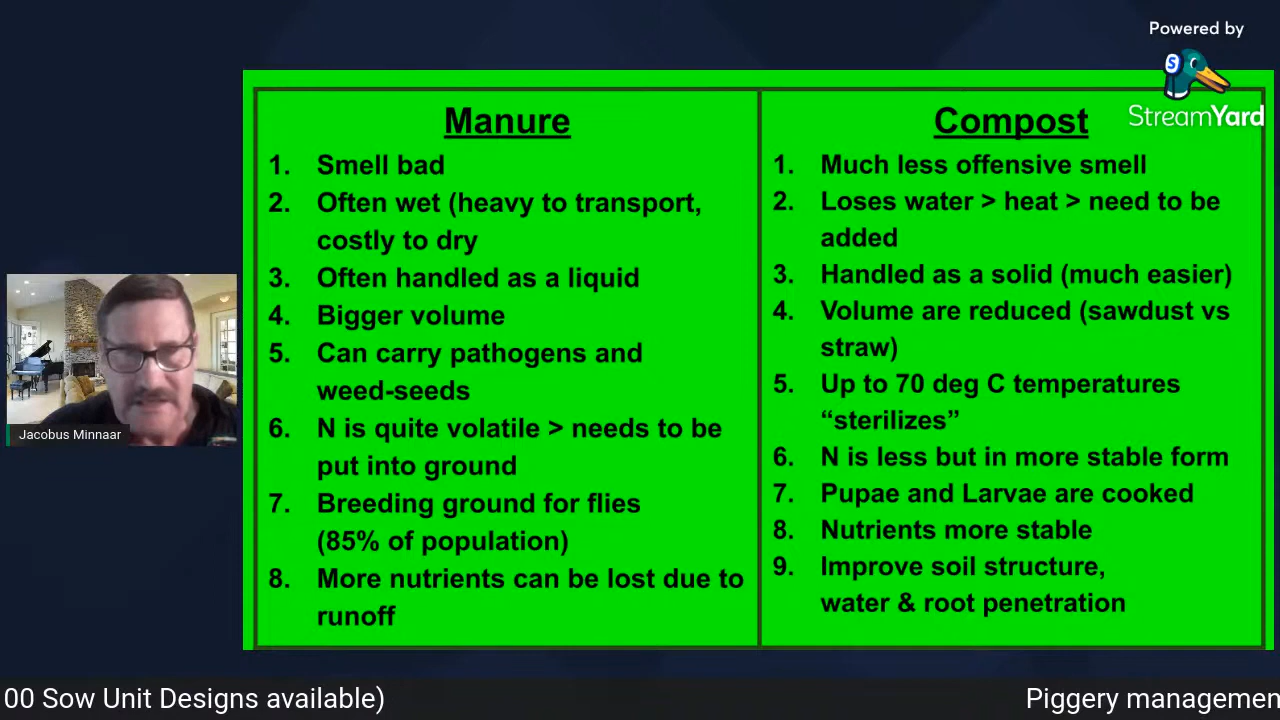 Powered by
StreamYard
Manure
1. Smell bad
2. Often wet (heavy to transport,
costly to dry
3. Often handled as a liquid
4. Bigger volume
5. Can carry pathogens and
weed-seeds
6. N is quite volatile > needs to be
put into ground
7. Breeding ground for flies
(85% of population)
8. More nutrients can be lost due to
runoff
Compost
1. Much less offensive smell
2. Loses water > heat > need to be
added
3. Handled as a solid (much easier)
4. Volume are reduced (sawdust vs
straw)
5. Up to 70 deg C temperatures
“sterilizes”
6. N is less but in more stable form
7. Pupae and Larvae are cooked
8. Nutrients more stable
9. Improve soil structure,
water & root penetration
Jacobus Minnaar
00 Sow Unit Designs available)
Piggery managemen